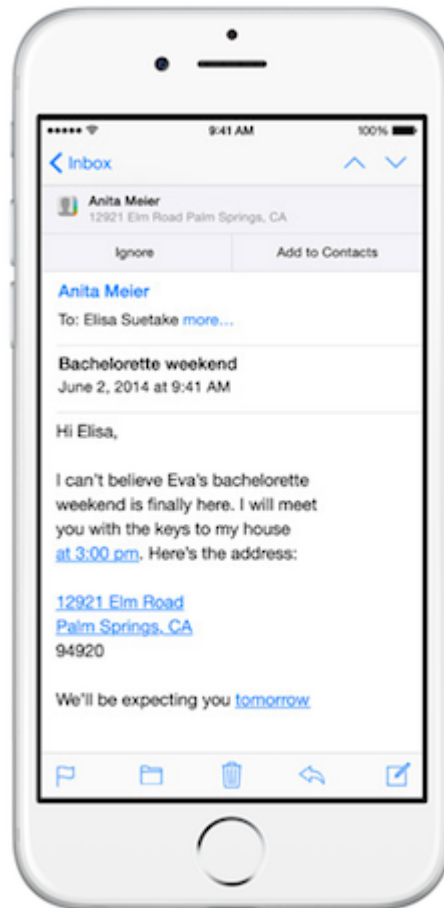 9:41 AM
100%
Inbox
Anita Meier
12921 Elm Road Palm Springs, CA
Ignore
Add to Contacts
Anita Meier
To: Elisa Suetake more...
Bachelorette weekend
June 2, 2014 at 9:41 AM
Hi Elisa,
I can't believe Eva's bachelorette
weekend is finally here. I will meet
you with the keys to my house
at 3:00 pm. Here's the address:
12921 Elm Road
Palm Springs, CA
94920
We'll be expecting you tomorrow